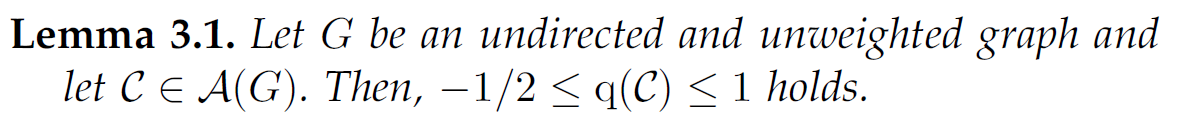 Lemma 3.1. Let G be an undirected and unweighted graph and
let 𝒞 ∈ 𝒜(G). Then, −1/2 ≤ q(𝒞) ≤ 1 holds.